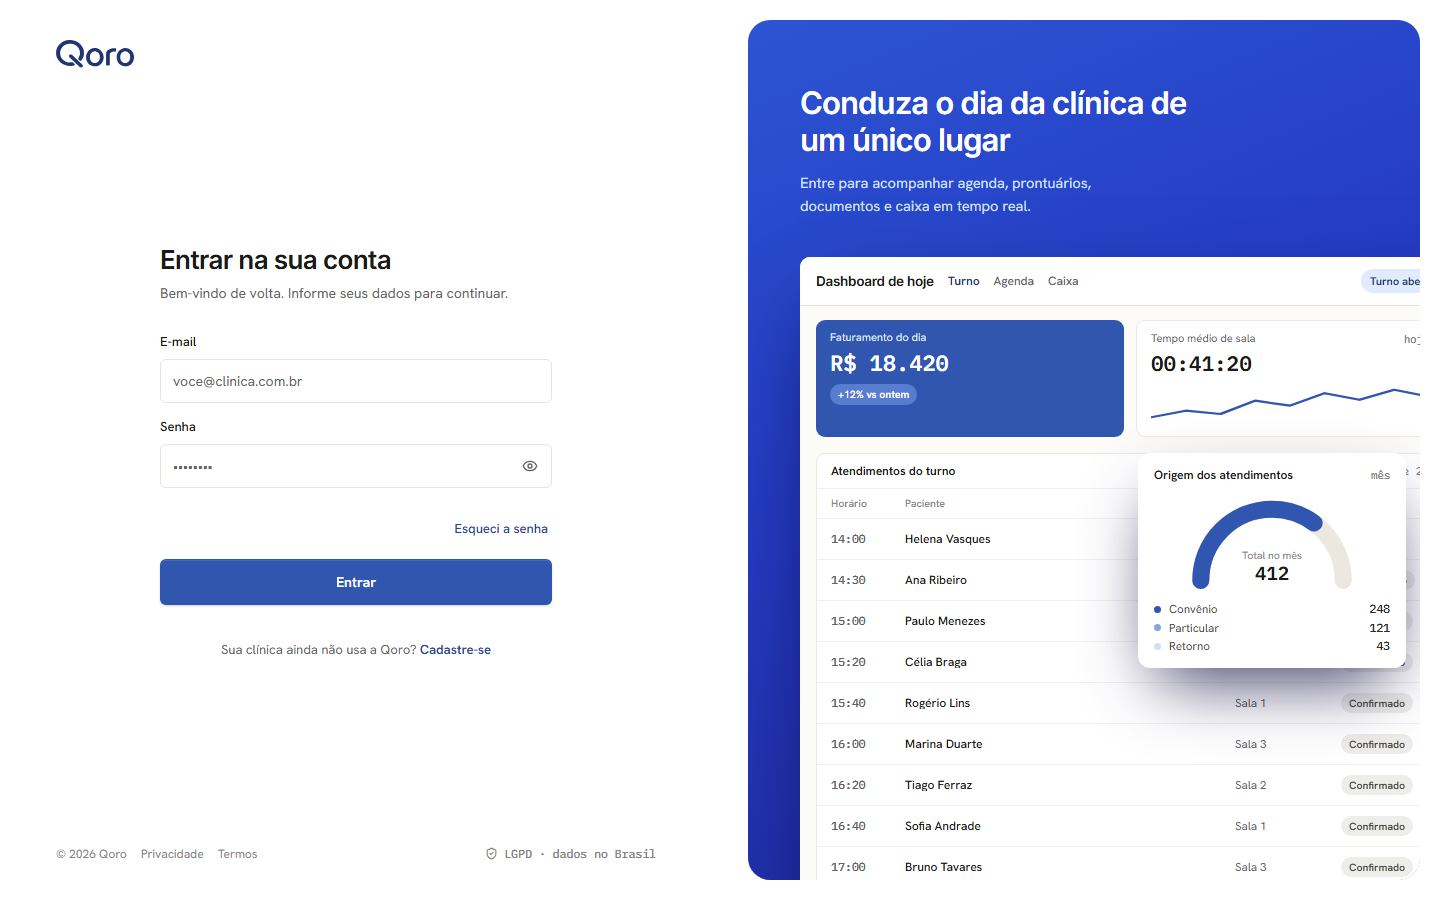 Qoro
Entrar na sua conta
Bem-vindo de volta. Informe seus dados para continuar.
E-mail
voce@clinica.com.br
Senha
Esqueci a senha
Entrar
Sua clínica ainda não usa a Qoro? Cadastre-se
© 2026 Qoro Privacidade Termos
LGPD · dados no Brasil
Conduza o dia da clínica de
um único lugar
Entre para acompanhar agenda, prontuários,
documentos e caixa em tempo real.
Dashboard de hoje Turno Agenda Caixa
Turno
Faturamento do dia
R$ 18.420
+12% vs ontem
Tempo médio de sala
00:41:20
Atendimentos do turno
Horário Paciente
14:00 Helena Vasques
14:30 Ana Ribeiro
15:00 Paulo Menezes
15:20 Célia Braga
15:40 Rogério Lins Sala 1 Confirmado
16:00 Marina Duarte Sala 3 Confirmado
16:20 Tiago Ferraz Sala 2 Confirmado
16:40 Sofia Andrade Sala 1 Confirmado
17:00 Bruno Tavares Sala 3 Confirmado
Origem dos atendimentos mês
Total no mês
412
Convênio 248
Particular 121
Retorno 43